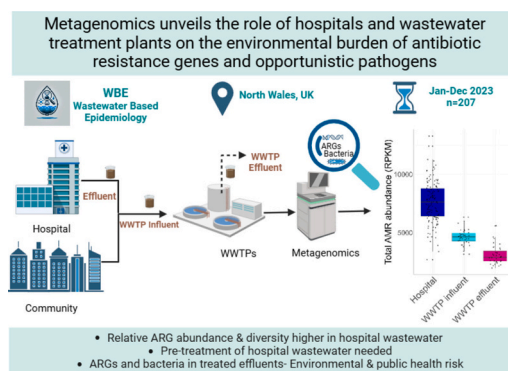 Metagenomics unveils the role of hospitals and wastewater
treatment plants on the environmental burden of antibiotic
resistance genes and opportunistic pathogens
WBE
Wastewater Based
Epidemiology
North Wales, UK
Jan-Dec 2023
n=207
Effluent
Hospital
Community
WWTP Influent
WWTP
Effluent
WWTPs
ARGs
Bacteria
Metagenomics
Total AMR abundance (RPKM)
10000
5000
Hospital
WWTP influent
WWTP effluent
• Relative ARG abundance & diversity higher in hospital wastewater
• Pre-treatment of hospital wastewater needed
• ARGs and bacteria in treated effluents- Environmental & public health risk